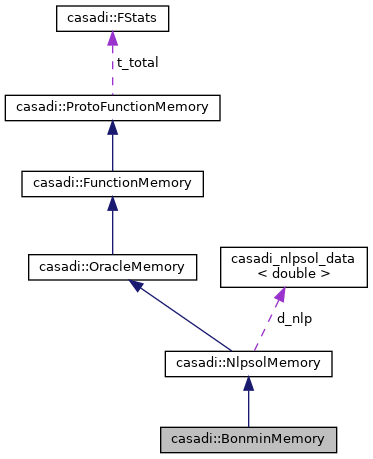 casadi::FStats
t_total
casadi::ProtoFunctionMemory
casadi::FunctionMemory
casadi::OracleMemory
casadi_nlpsol_data
< double >
d_nlp
casadi::NlpsolMemory
casadi::BonminMemory